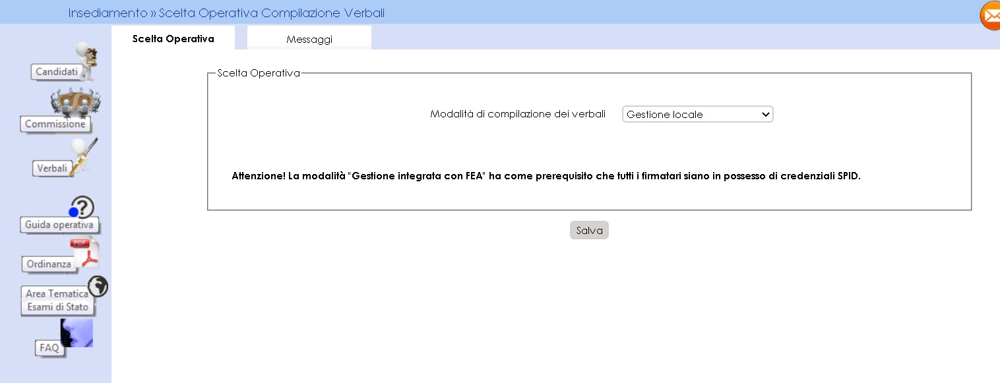 Insediamento » Scelta Operativa Compilazione Verbali
Scelta Operativa
Messaggi
Candidati
Commissione
Verbali
Guida operativa
PDF
Ordinanza
Area Tematica
Esami di Stato
FAQ
Scelta Operativa
Modalità di compilazione dei verbali
Gestione locale
Attenzione! La modalità "Gestione integrata con FEA" ha come prerequisito che tutti i firmatari siano in possesso di credenziali SPID.
Salva